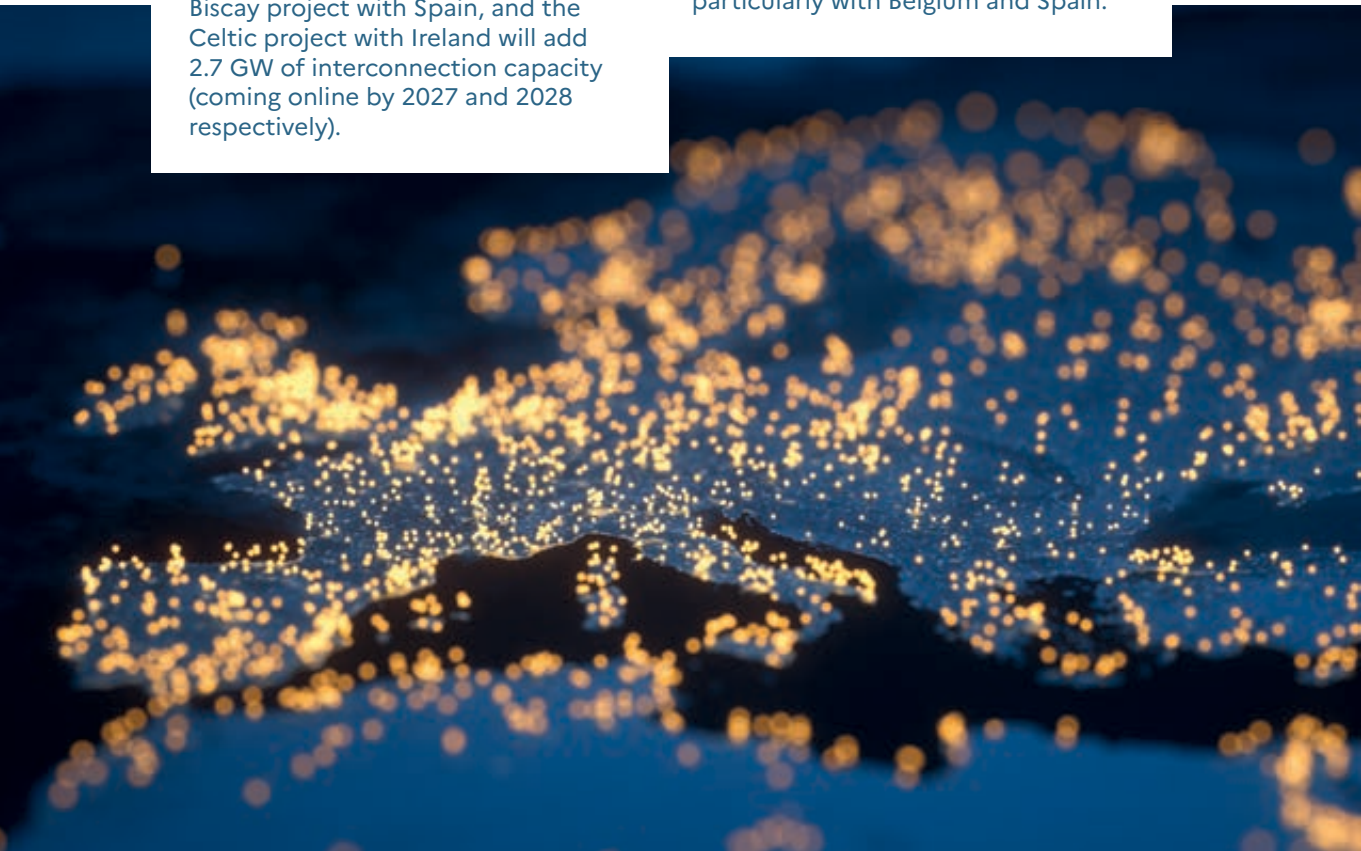 Biscay project with Spain, and the
Celtic project with Ireland will add
2.7 GW of interconnection capacity
(coming online by 2027 and 2028
respectively).
particularly with Belgium and Spain.